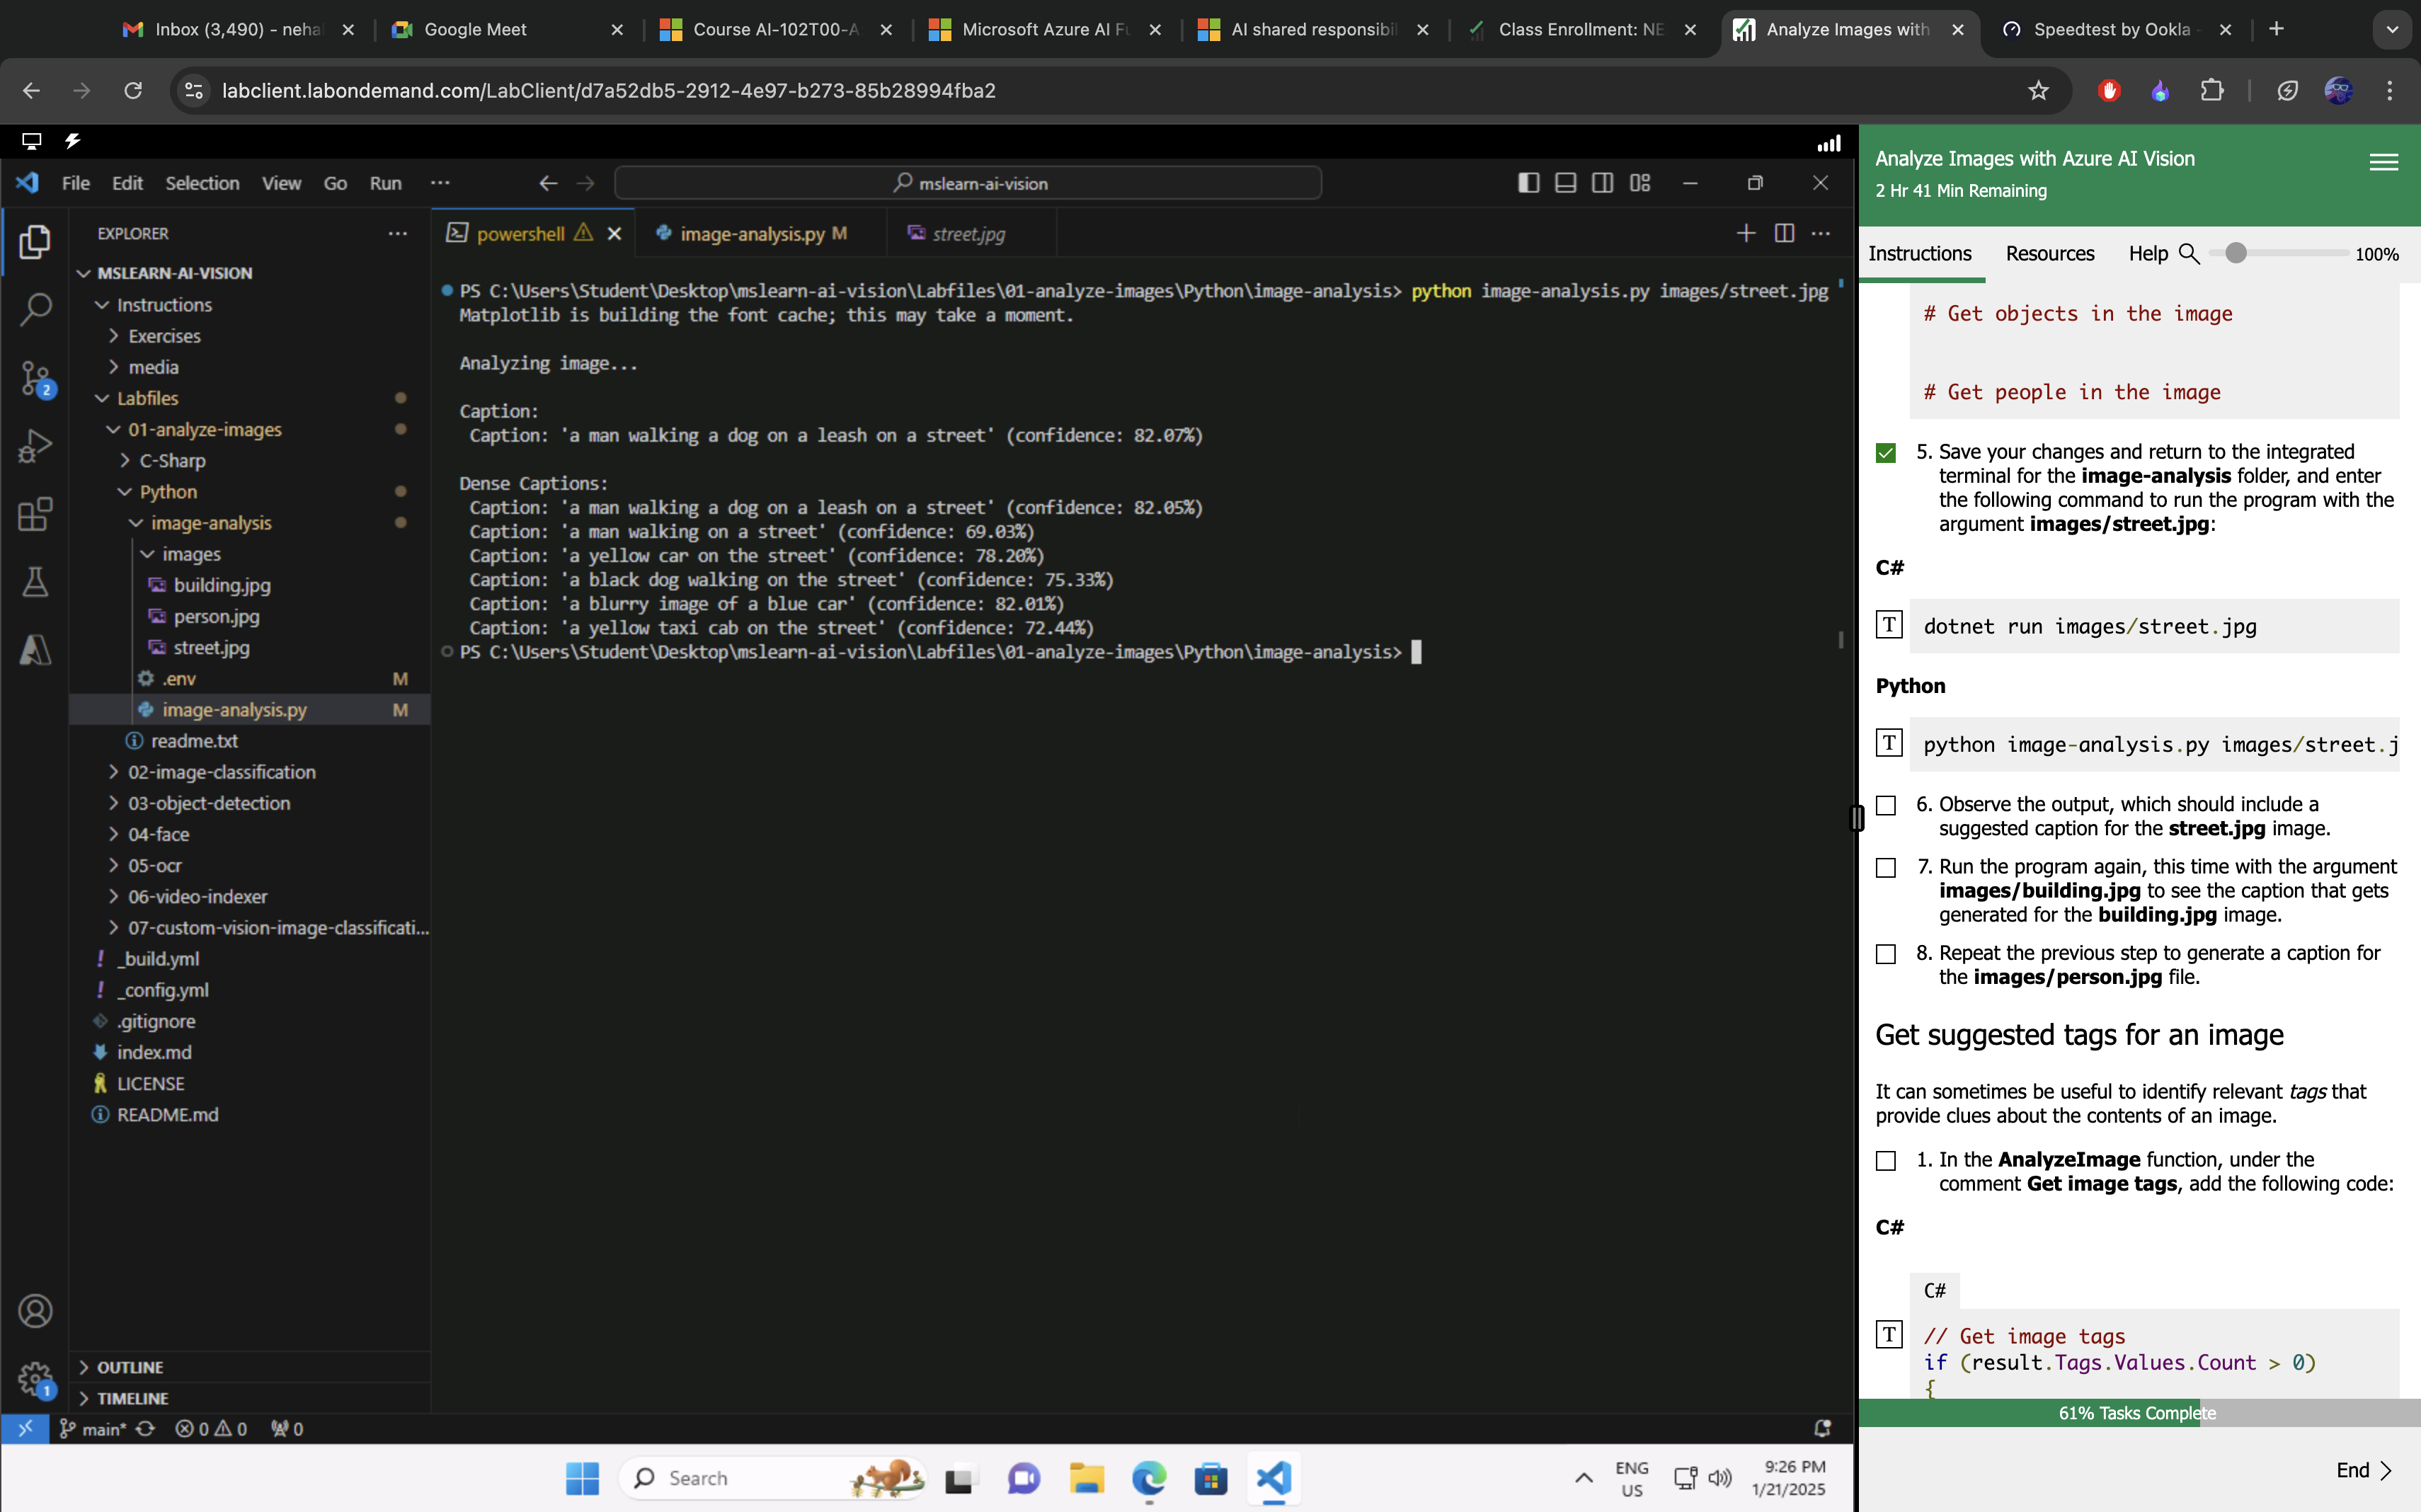 Inbox (3,490) - neha
Google Meet
Course AI-102T00-A
Microsoft Azure AI Fu
AI shared responsibil
Class Enrollment: NE
Analyze Images with
Speedtest by Ookla -
labclient.labondemand.com/LabClient/d7a52db5-2912-4e97-b273-85b28994fba2
File Edit Selection View Go Run ...
mslearn-ai-vision
EXPLORER
MSLEARN-AI-VISION
Instructions
Exercises
media
Labfiles
01-analyze-images
C-Sharp
Python
image-analysis
images
building.jpg
person.jpg
street.jpg
.env M
image-analysis.py M
readme.txt
02-image-classification
03-object-detection
04-face
05-ocr
06-video-indexer
07-custom-vision-image-classificati...
_build.yml
_config.yml
.gitignore
index.md
LICENSE
README.md
OUTLINE
TIMELINE
2
1
powershell
image-analysis.py M
street.jpg
PS C:\Users\Student\Desktop\mslearn-ai-vision\Labfiles\01-analyze-images\Python\image-analysis> python image-analysis.py images/street.jpg
Matplotlib is building the font cache; this may take a moment.
Analyzing image...
Caption:
Caption: 'a man walking a dog on a leash on a street' (confidence: 82.07%)
Dense Captions:
Caption: 'a man walking a dog on a leash on a street' (confidence: 82.05%)
Caption: 'a man walking on a street' (confidence: 69.03%)
Caption: 'a yellow car on the street' (confidence: 78.20%)
Caption: 'a black dog walking on the street' (confidence: 75.33%)
Caption: 'a blurry image of a blue car' (confidence: 82.01%)
Caption: 'a yellow taxi cab on the street' (confidence: 72.44%)
PS C:\Users\Student\Desktop\mslearn-ai-vision\Labfiles\01-analyze-images\Python\image-analysis>
main* 0 0 0
Search
ENG
US
9:26 PM
1/21/2025
Analyze Images with Azure AI Vision
2 Hr 41 Min Remaining
Instructions Resources Help 100%
# Get objects in the image
# Get people in the image
5. Save your changes and return to the integrated
terminal for the image-analysis folder, and enter
the following command to run the program with the
argument images/street.jpg:
C#
T dotnet run images/street.jpg
Python
T python image-analysis.py images/street.j
6. Observe the output, which should include a
suggested caption for the street.jpg image.
7. Run the program again, this time with the argument
images/building.jpg to see the caption that gets
generated for the building.jpg image.
8. Repeat the previous step to generate a caption for
the images/person.jpg file.
Get suggested tags for an image
It can sometimes be useful to identify relevant tags that
provide clues about the contents of an image.
1. In the AnalyzeImage function, under the
comment Get image tags, add the following code:
C#
C#
T // Get image tags
if (result.Tags.Values.Count > 0)
{
61% Tasks Complete
End